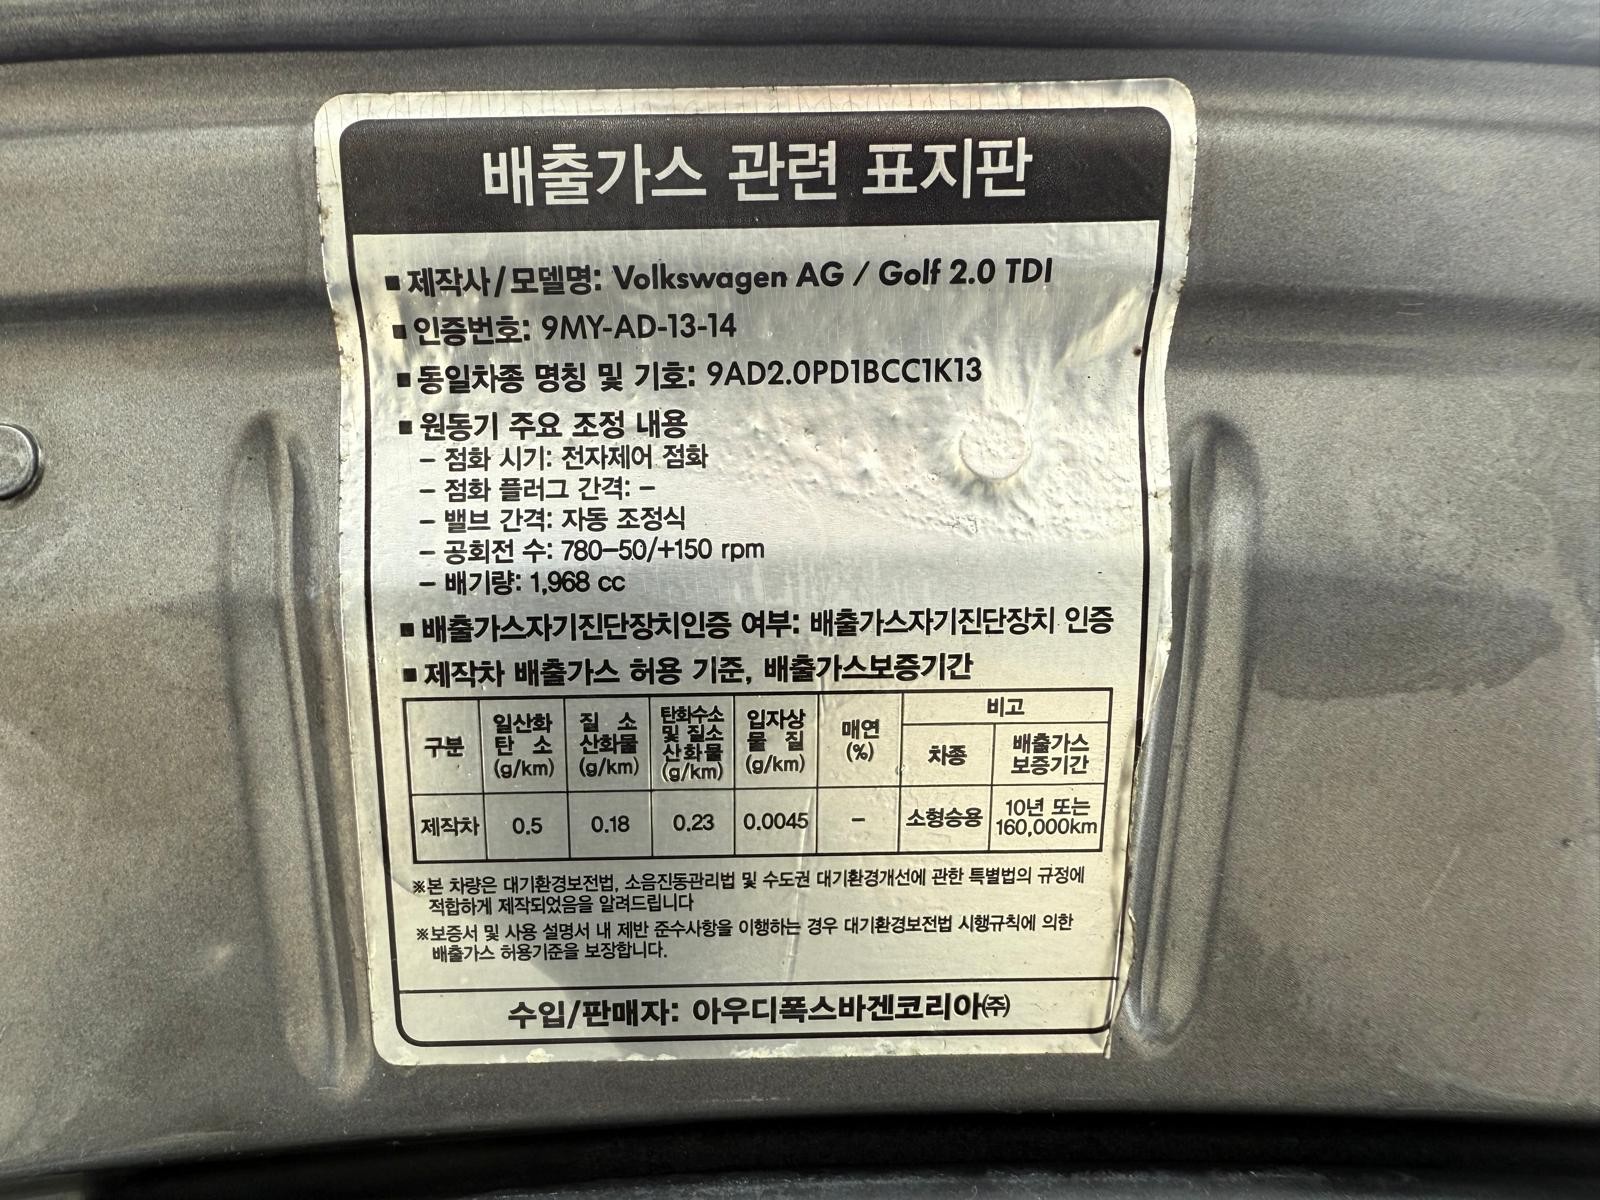 배출가스 관련 표지판
■ 제작사/모델명: Volkswagen AG / Golf 2.0 TDI
■ 인증번호: 9MY-AD-13-14
■ 동일차종 명칭 및 기호: 9AD2.0PD1BCC1K13
■ 원동기 주요 조정 내용
– 점화 시기: 전자제어 점화
– 점화 플러그 간격: –
– 밸브 간격: 자동 조정식
– 공회전 수: 780–50/+150 rpm
– 배기량: 1,968 cc
■ 배출가스자기진단장치인증 여부: 배출가스자기진단장치 인증
■ 제작차 배출가스 허용 기준, 배출가스보증기간
구분
일산화
탄 소
(g/km)
질 소
산화물
(g/km)
탄화수소
및 질소
산화물
(g/km)
입자상
물 질
(g/km)
매연
(%)
비고
차종
배출가스
보증기간
제작차 0.5 0.18 0.23 0.0045 – 소형승용
10년 또는
160,000km
※본 차량은 대기환경보전법, 소음진동관리법 및 수도권 대기환경개선에 관한 특별법의 규정에
적합하게 제작되었음을 알려드립니다
※보증서 및 사용 설명서 내 제반 준수사항을 이행하는 경우 대기환경보전법 시행규칙에 의한
배출가스 허용기준을 보장합니다.
수입/판매자: 아우디폭스바겐코리아㈜